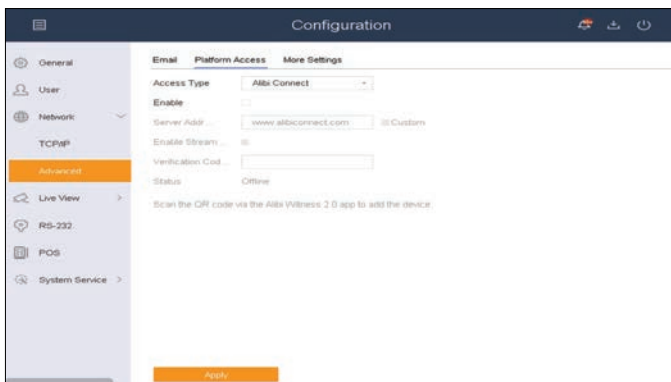 Configuration
General
User
Network
TCP/IP
Advanced
Live View
RS-232
POS
System Service
Email Platform Access More Settings
Access Type Alibi Connect
Enable
Server Addr... www.alibiconnect.com Custom
Enable Stream ...
Verification Cod...
Status Offline
Scan the QR code via the Alibi Witness 2.0 app to add the device
Apply